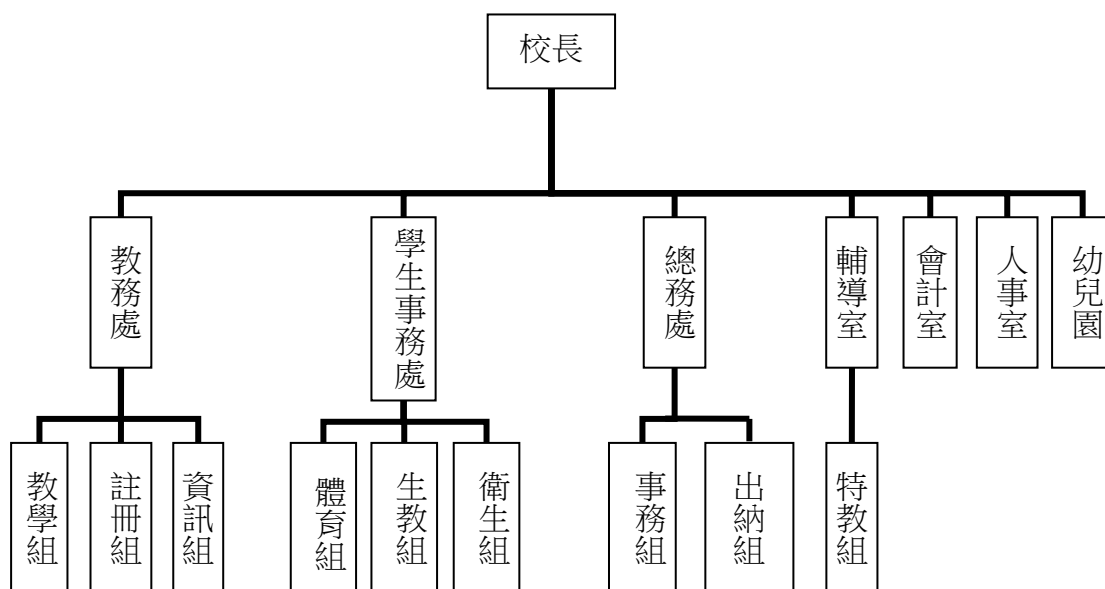 校長
教務處
學生事務處
總務處
輔導室
會計室
人事室
幼兒園
教學組
註冊組
資訊組
體育組
生教組
衛生組
事務組
出納組
特教組